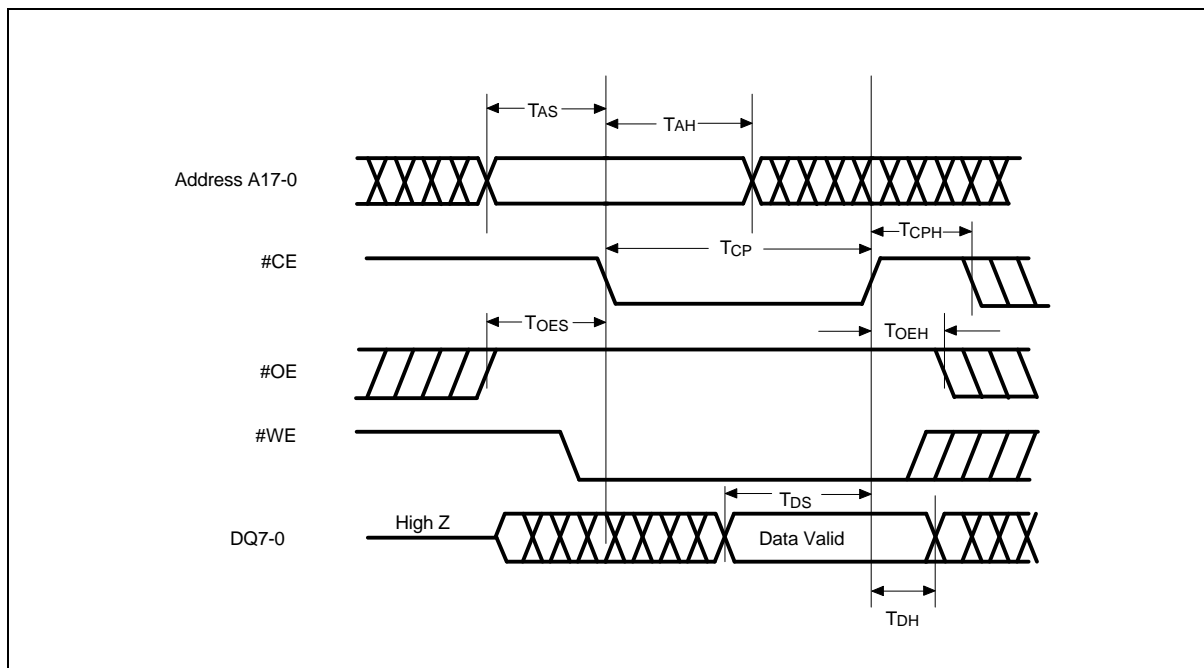 TAS
TAH
Address A17-0
TCPH
TCP
#CE
TOES
TOEH
#OE
#WE
TDS
High Z
Data Valid
DQ7-0
TDH